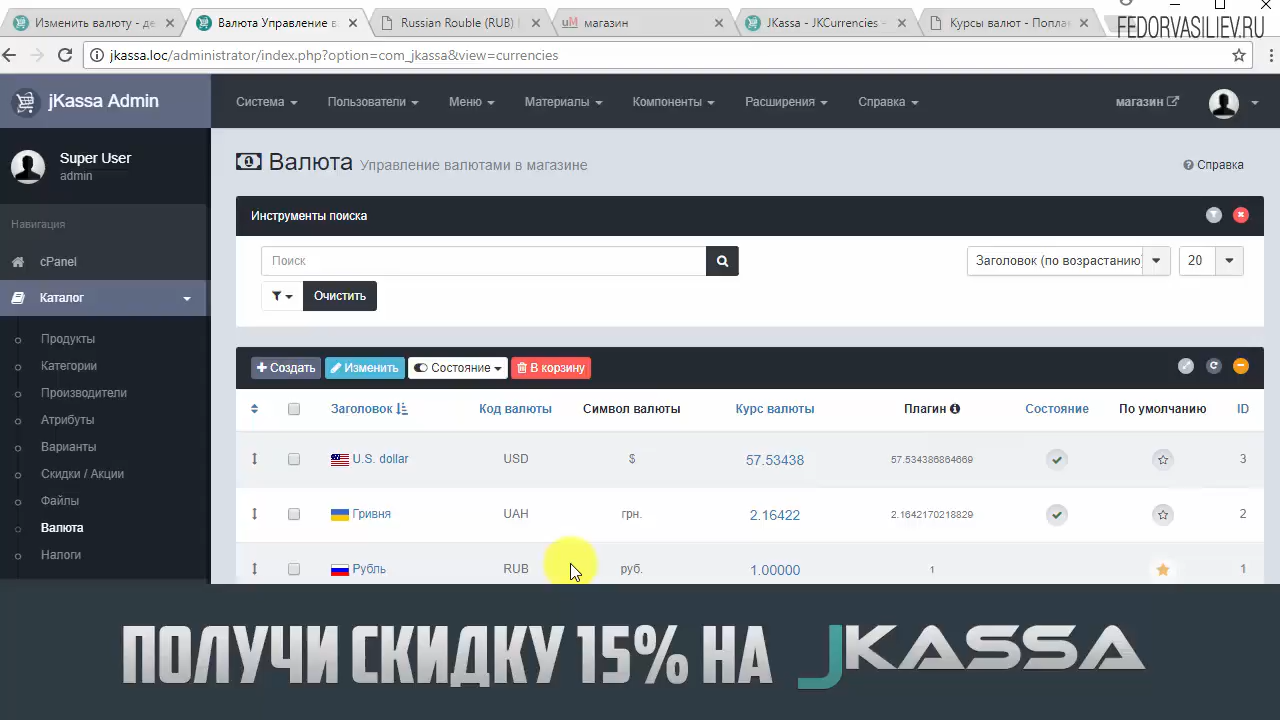 Изменить валюту - де
Валюта Управление в
Russian Rouble (RUB)
uM магазин
JKassa - JKCurrencies -
Курсы валют - Попла
FEDORVASILIEV.RU
jkassa.loc/administrator/index.php?option=com_jkassa&view=currencies
jKassa Admin
Система
Пользователи
Меню
Материалы
Компоненты
Расширения
Справка
магазин
Super User
admin
Навигация
cPanel
Каталог
Продукты
Категории
Производители
Атрибуты
Варианты
Скидки / Акции
Файлы
Валюта
Налоги
Валюта Управление валютами в магазине
Справка
Инструменты поиска
Поиск
Заголовок (по возрастанию)
20
Очистить
Создать
Изменить
Состояние
В корзину
Заголовок Код валюты Символ валюты Курс валюты Плагин Состояние По умолчанию ID
U.S. dollar USD $ 57.53438 57.534386864669 3
Гривня UAH грн. 2.16422 2.1642170218829 2
Рубль RUB руб. 1.00000 1 1
ПОЛУЧИ СКИДКУ 15% НА JKASSA